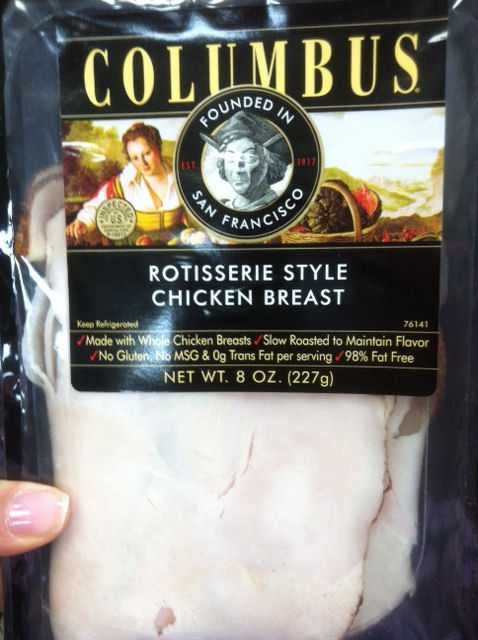 COLUMBUS
FOUNDED IN
EST. 1917
SAN FRANCISCO
INSPECTED
U.S.
ROTISSERIE STYLE
CHICKEN BREAST
Keep Refrigerated 76141
✓Made with Whole Chicken Breasts ✓Slow Roasted to Maintain Flavor
✓No Gluten, No MSG & 0g Trans Fat per serving ✓98% Fat Free
NET WT. 8 OZ. (227g)